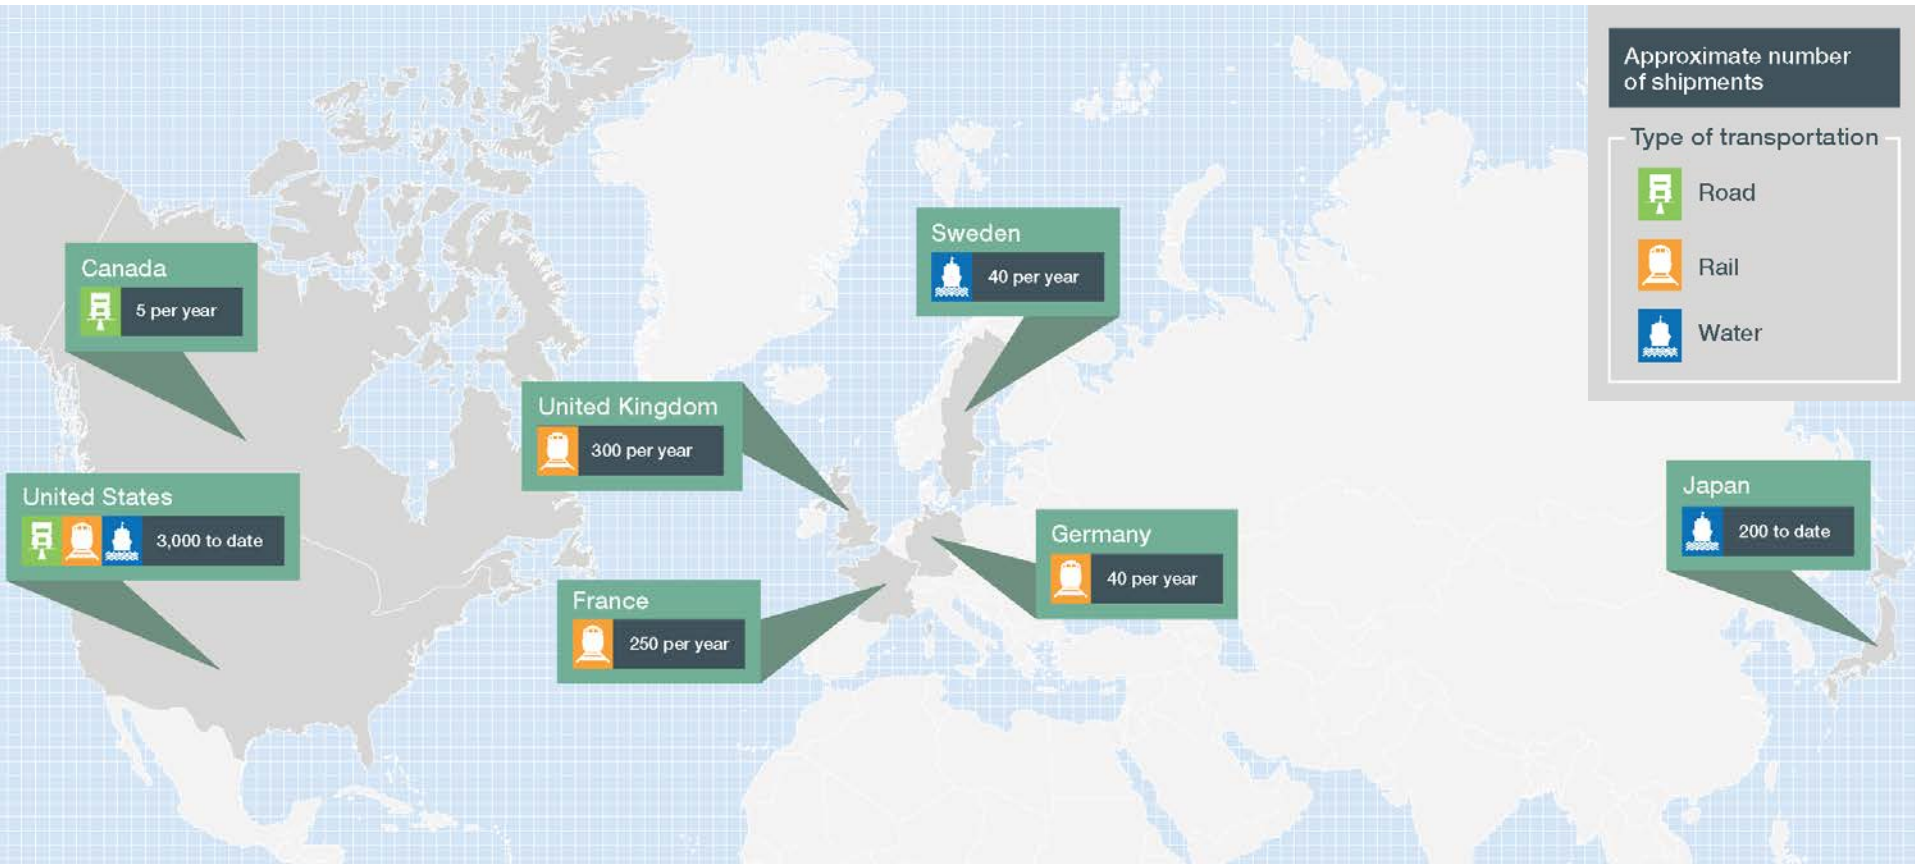 Approximate number
of shipments
Type of transportation
Road
Rail
Water
Canada
5 per year
United States
3,000 to date
United Kingdom
300 per year
France
250 per year
Sweden
40 per year
Germany
40 per year
Japan
200 to date